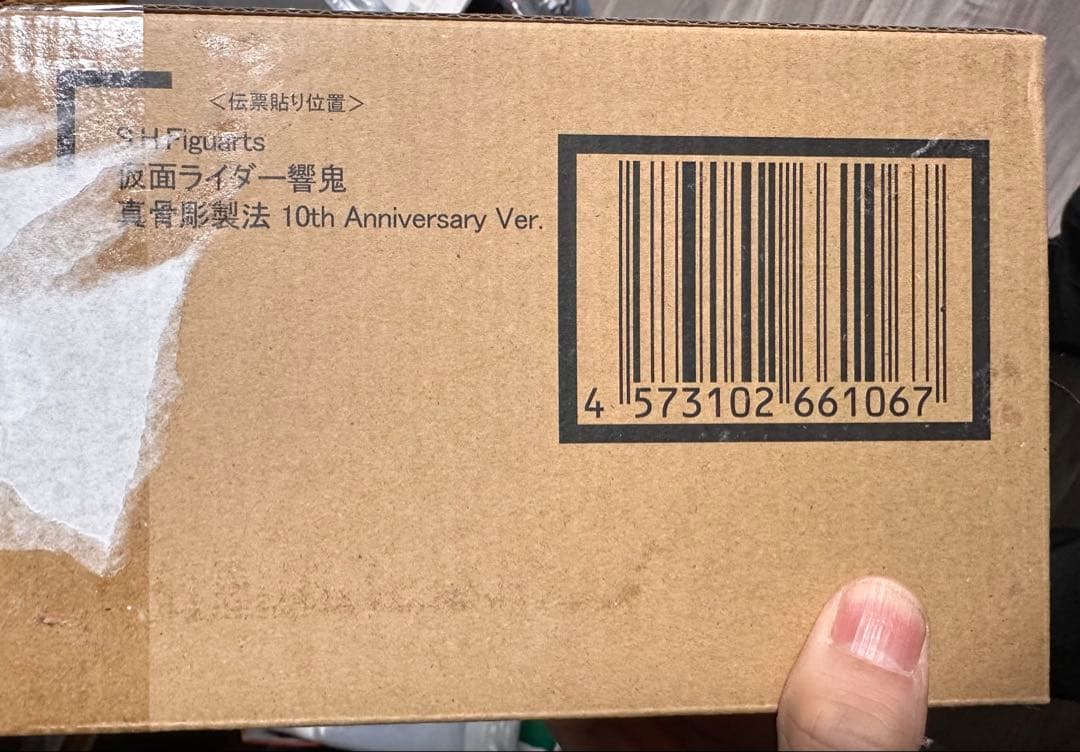 <伝票貼り位置>
S.H.Figuarts
仮面ライダー響鬼
真骨彫製法 10th Anniversary Ver.
4 573102 661067